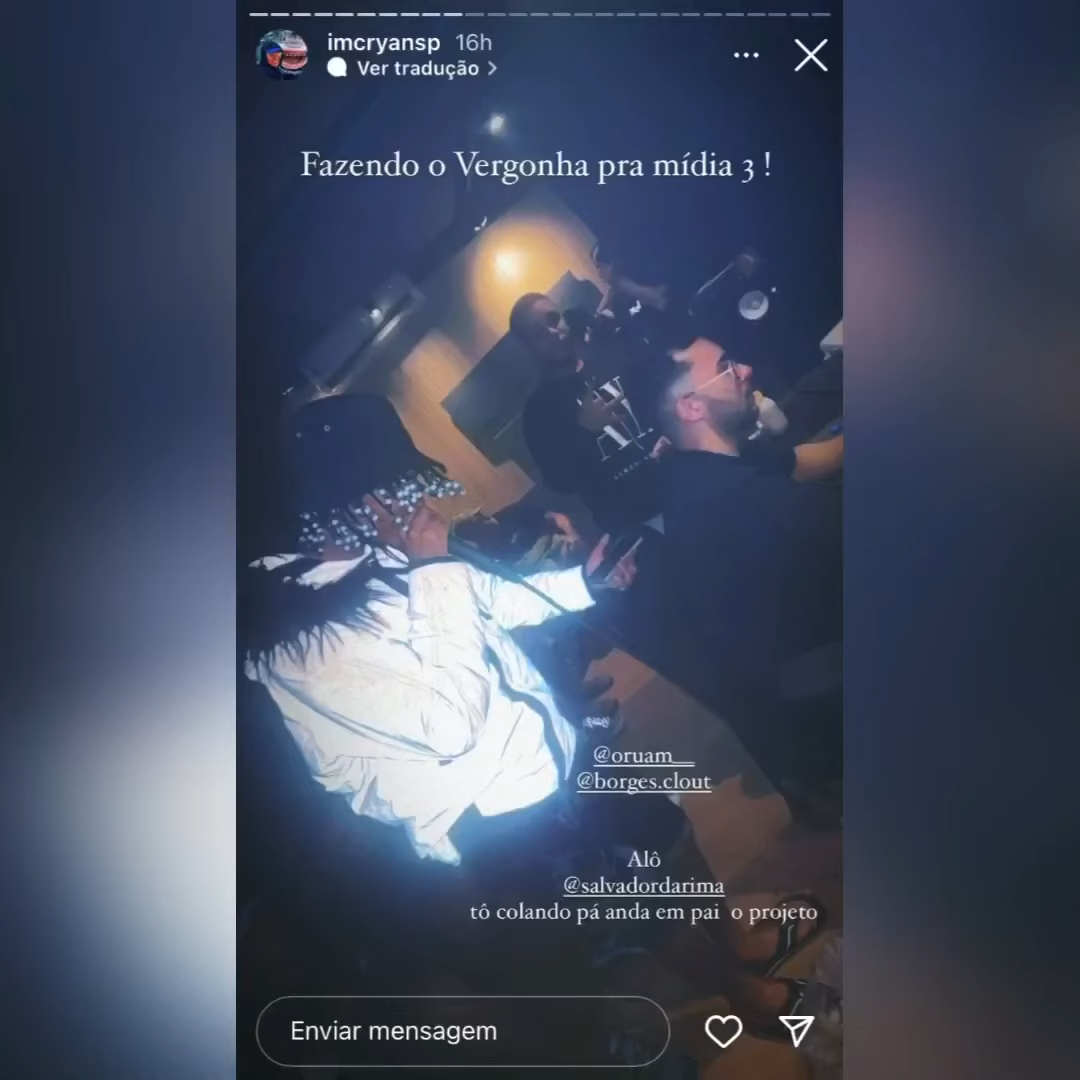 imcryansp 16h
Ver tradução >
Fazendo o Vergonha pra mídia 3 !
@oruam__
@borges.clout
Alô
@salvadordarima
tô colando pá anda em pai o projeto
Enviar mensagem